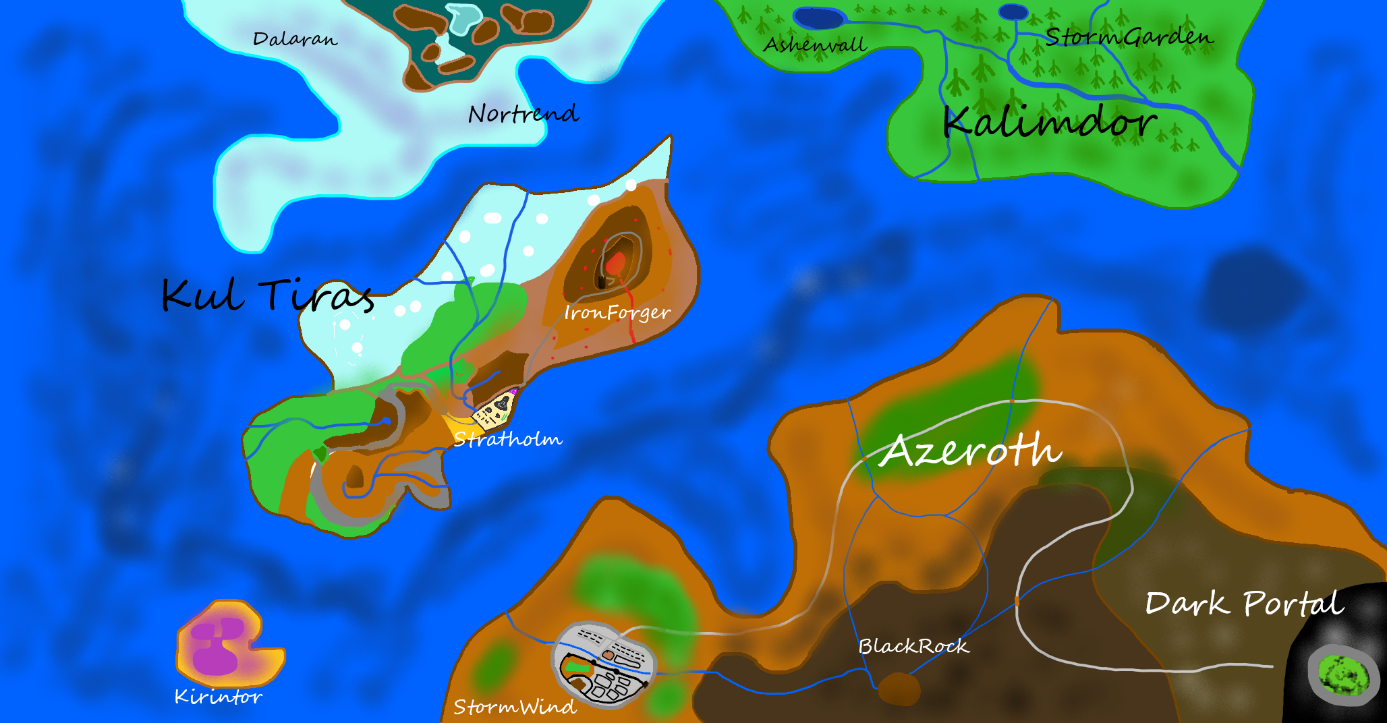 Dalaran
Ashenvall
StormGarden
Nortrend
Kalimdor
Kul Tiras
IronForger
Stratholm
Azeroth
Dark Portal
BlackRock
Kirintor
StormWind